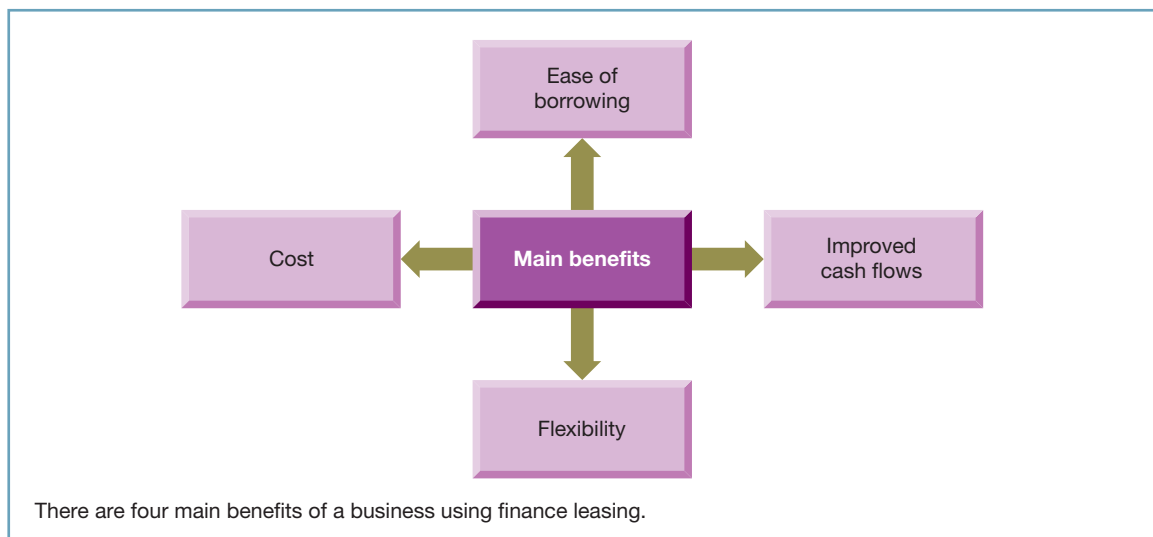 Ease of
borrowing
Cost
Main benefits
Improved
cash flows
Flexibility
There are four main benefits of a business using finance leasing.